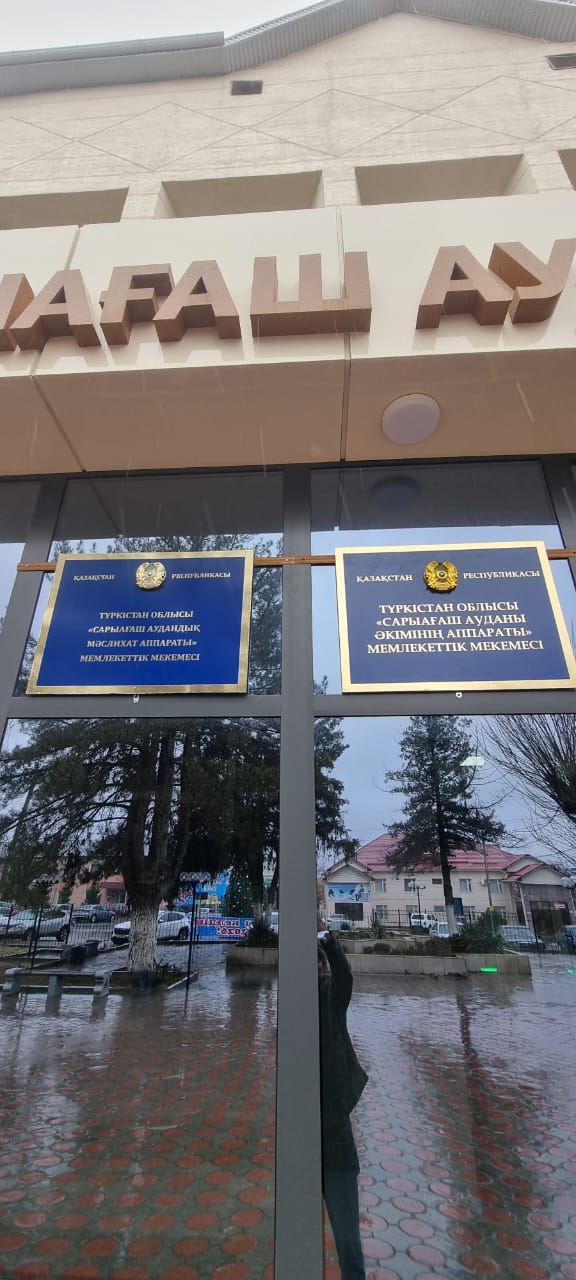 АҒАШ АУ
ҚАЗАҚСТАН РЕСПУБЛИКАСЫ
ТҮРКІСТАН ОБЛЫСЫ
«САРЫАҒАШ АУДАНДЫҚ
МӘСЛИХАТ АППАРАТЫ»
МЕМЛЕКЕТТІК МЕКЕМЕСІ
ҚАЗАҚСТАН РЕСПУБЛИКАСЫ
ТҮРКІСТАН ОБЛЫСЫ
«САРЫАҒАШ АУДАНЫ
ӘКІМІНІҢ АППАРАТЫ»
МЕМЛЕКЕТТІК МЕКЕМЕСІ